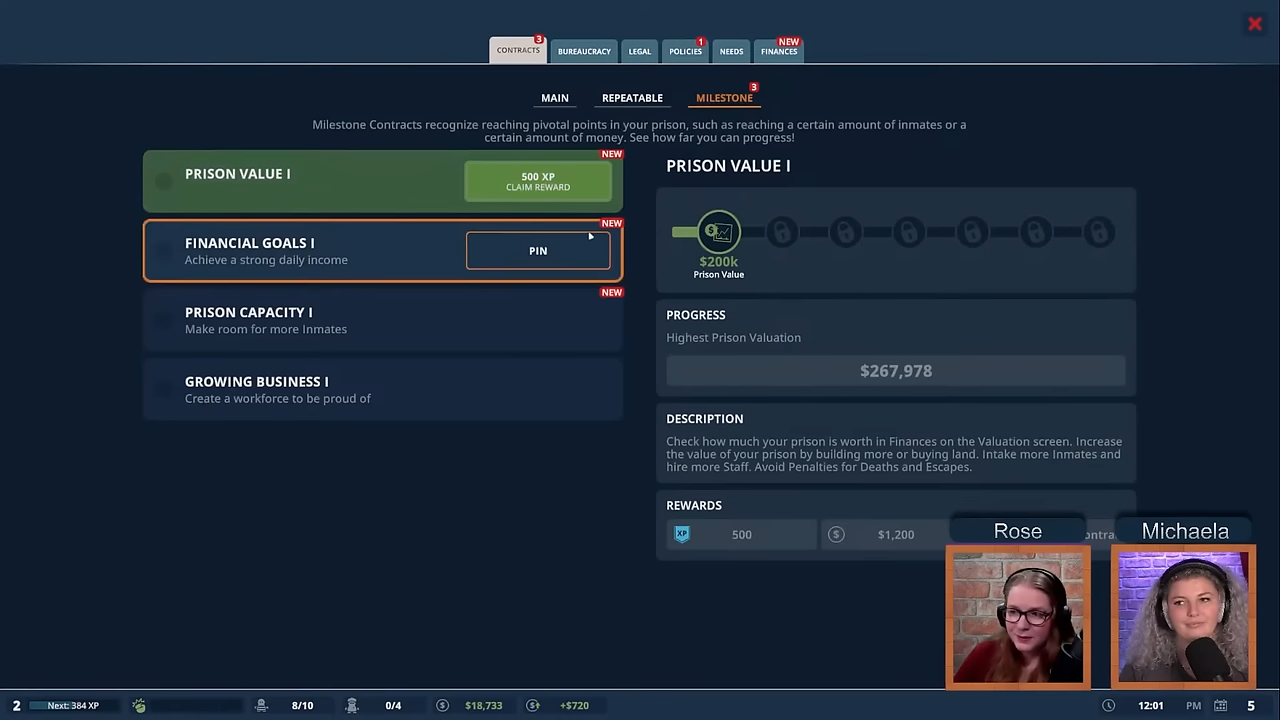 3
CONTRACTS
BUREAUCRACY
LEGAL
1
POLICIES
NEEDS
NEW
FINANCES
MAIN
REPEATABLE
3
MILESTONE
Milestone Contracts recognize reaching pivotal points in your prison, such as reaching a certain amount of inmates or a
certain amount of money. See how far you can progress!
NEW
PRISON VALUE I
500 XP
CLAIM REWARD
NEW
FINANCIAL GOALS I
Achieve a strong daily income
PIN
NEW
PRISON CAPACITY I
Make room for more Inmates
GROWING BUSINESS I
Create a workforce to be proud of
PRISON VALUE I
$200k
Prison Value
PROGRESS
Highest Prison Valuation
$267,978
DESCRIPTION
Check how much your prison is worth in Finances on the Valuation screen. Increase
the value of your prison by building more or buying land. Intake more Inmates and
hire more Staff. Avoid Penalties for Deaths and Escapes.
REWARDS
XP 500
$ $1,200
Rose
Michaela
2
Next: 384 XP
8/10
0/4
$ $18,733
$ +$720
12:01 PM
5